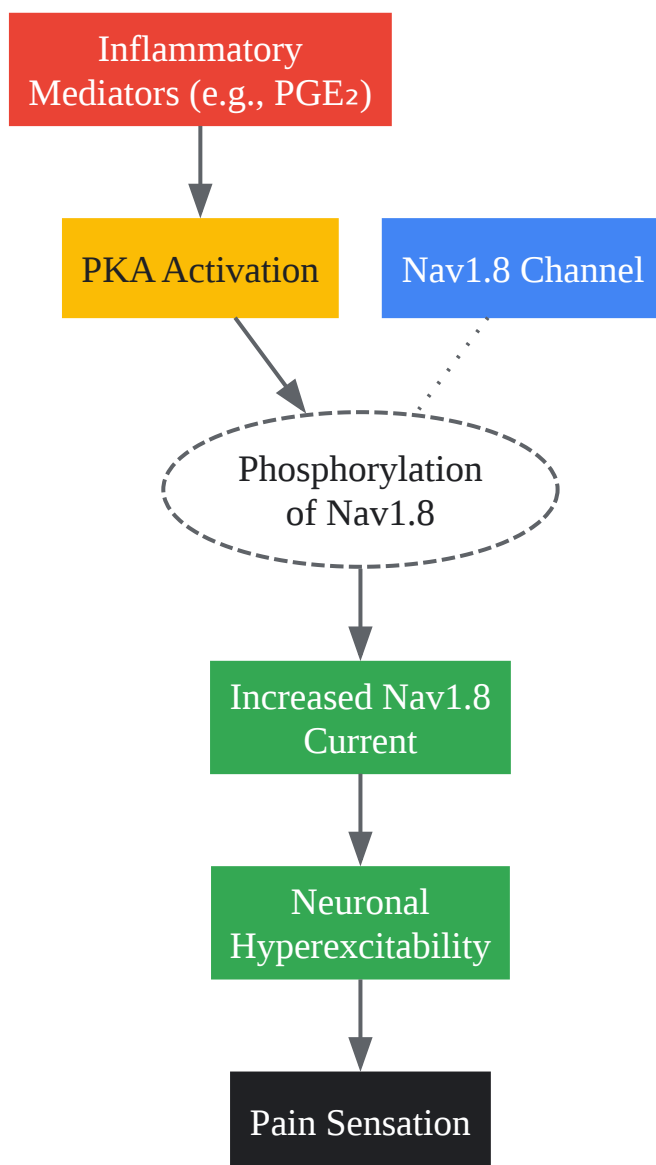 Inflammatory
Mediators (e.g., PGE₂)
PKA Activation
Nav1.8 Channel
Phosphorylation
of Nav1.8
Increased Nav1.8
Current
Neuronal
Hyperexcitability
Pain Sensation